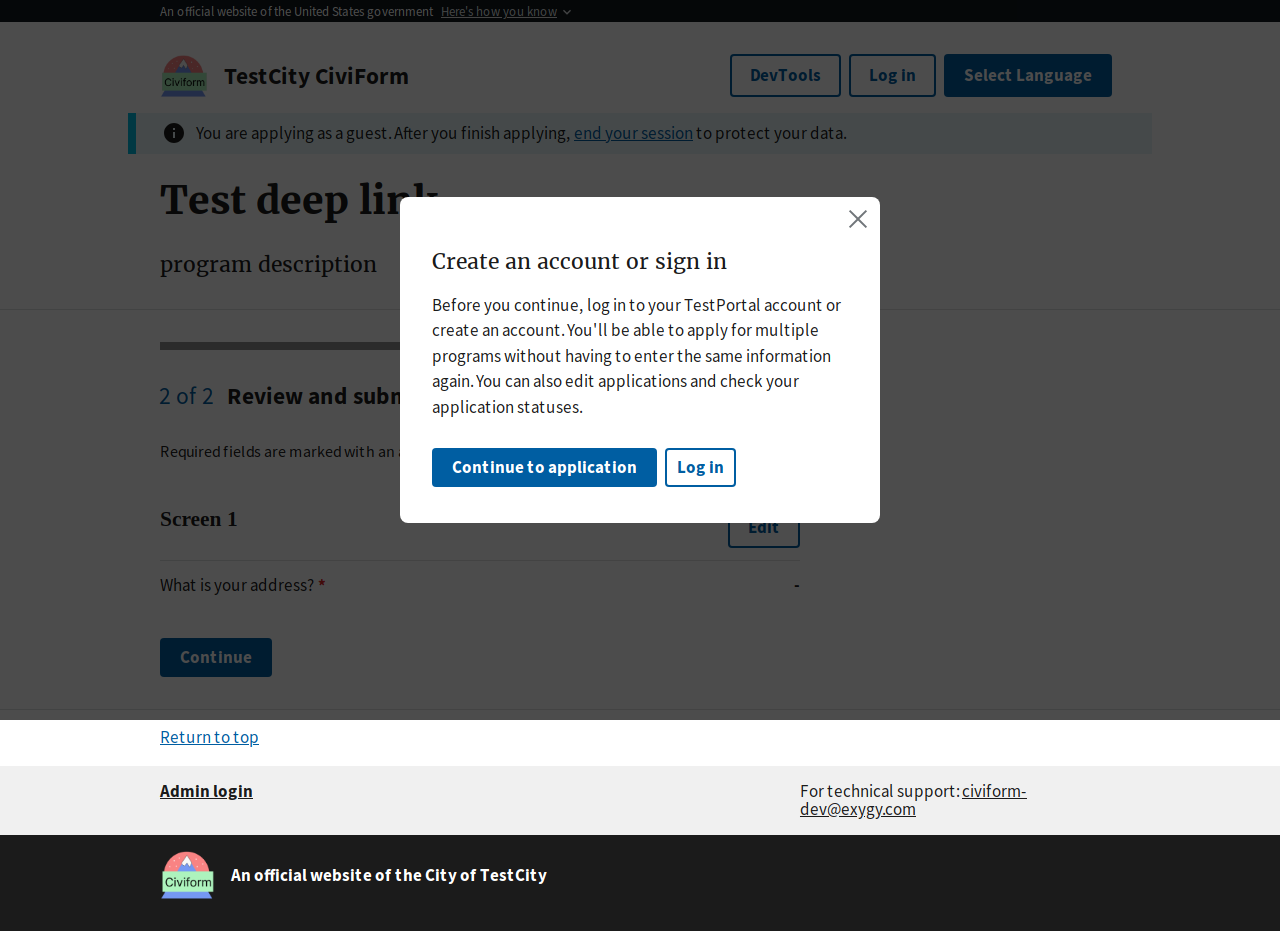 An official website of the United States government Here's how you know
Civiform
TestCity CiviForm
DevTools
Log in
Select Language
You are applying as a guest. After you finish applying, end your session to protect your data.
Test deep link
program description
Create an account or sign in
Before you continue, log in to your TestPortal account or
create an account. You'll be able to apply for multiple
programs without having to enter the same information
again. You can also edit applications and check your
application statuses.
Continue to application
Log in
2 of 2 Review and
Required fields are marked with an
Screen 1
Edit
What is your address? *
-
Continue
Return to top
Admin login
For technical support: civiform-
dev@exygy.com
Civiform
An official website of the City of TestCity